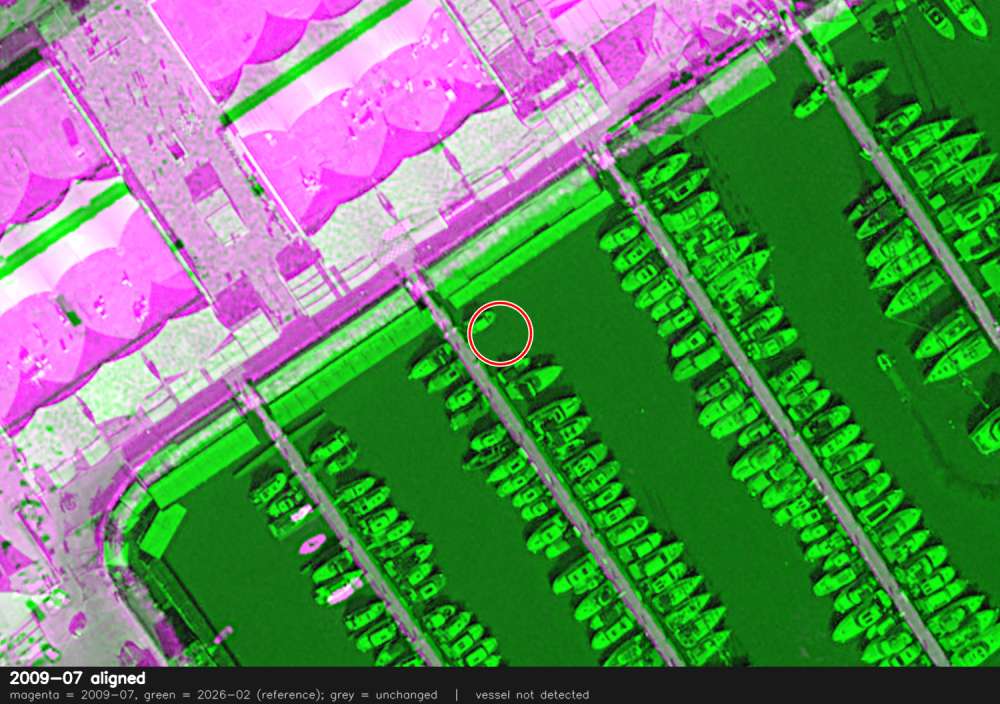 2009-07 aligned
magenta = 2009-07, green = 2026-02 (reference); grey = unchanged | vessel not detected